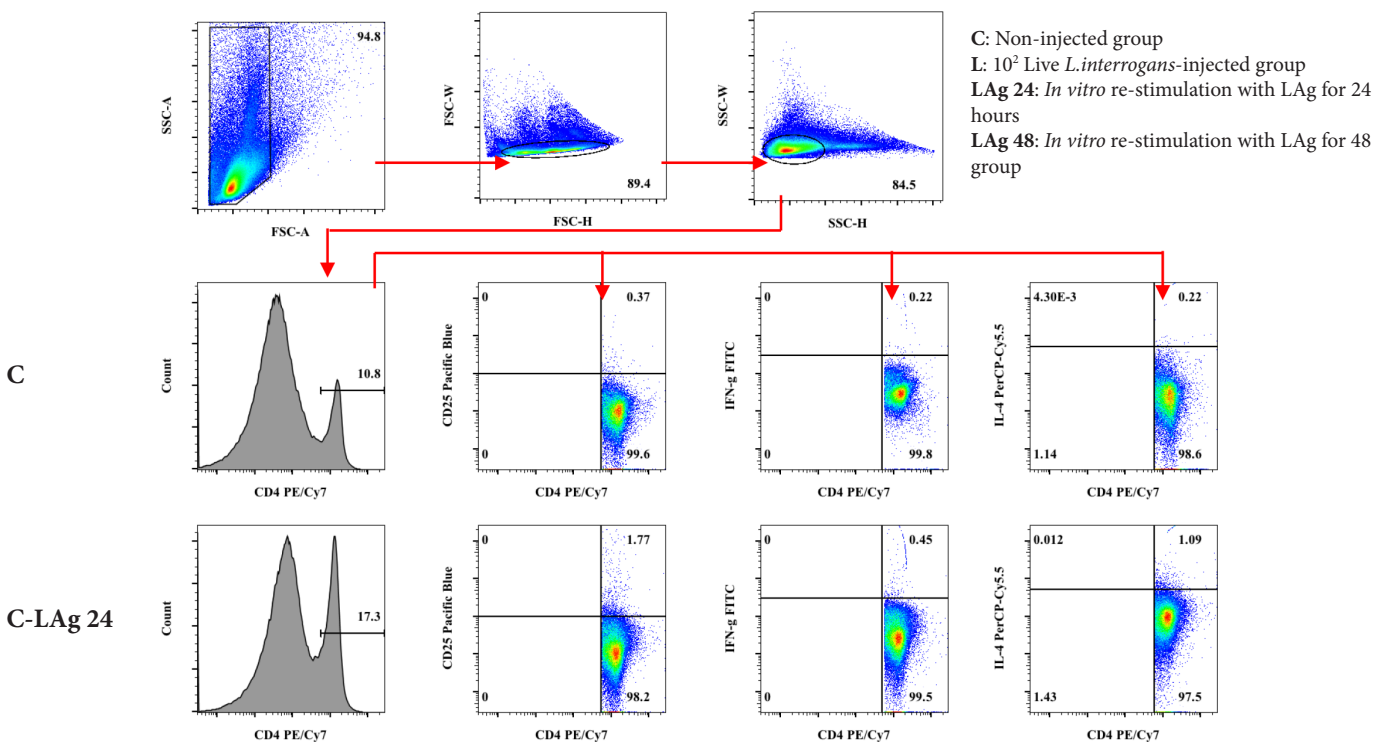 94.8
SSC-A
FSC-A
FSC-W
89.4
FSC-H
SSC-W
84.5
SSC-H
C: Non-injected group
L: 10² Live L.interrogans-injected group
LAg 24: In vitro re-stimulation with LAg for 24
hours
LAg 48: In vitro re-stimulation with LAg for 48
group
C
Count
10.8
CD4 PE/Cy7
CD25 Pacific Blue
0
0.37
0
99.6
CD4 PE/Cy7
IFN-g FITC
0
0.22
0
99.8
CD4 PE/Cy7
IL-4 PerCP-Cy5.5
4.30E-3
0.22
1.14
98.6
CD4 PE/Cy7
C-LAg 24
Count
17.3
CD4 PE/Cy7
CD25 Pacific Blue
0
1.77
0
98.2
CD4 PE/Cy7
IFN-g FITC
0
0.45
0
99.5
CD4 PE/Cy7
IL-4 PerCP-Cy5.5
0.012
1.09
1.43
97.5
CD4 PE/Cy7